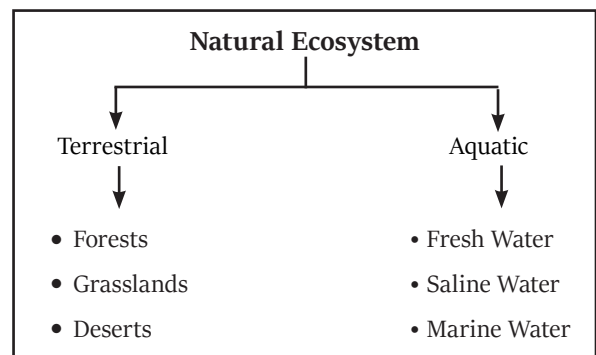 Natural Ecosystem
Terrestrial Aquatic
• Forests • Fresh Water
• Grasslands • Saline Water
• Deserts • Marine Water